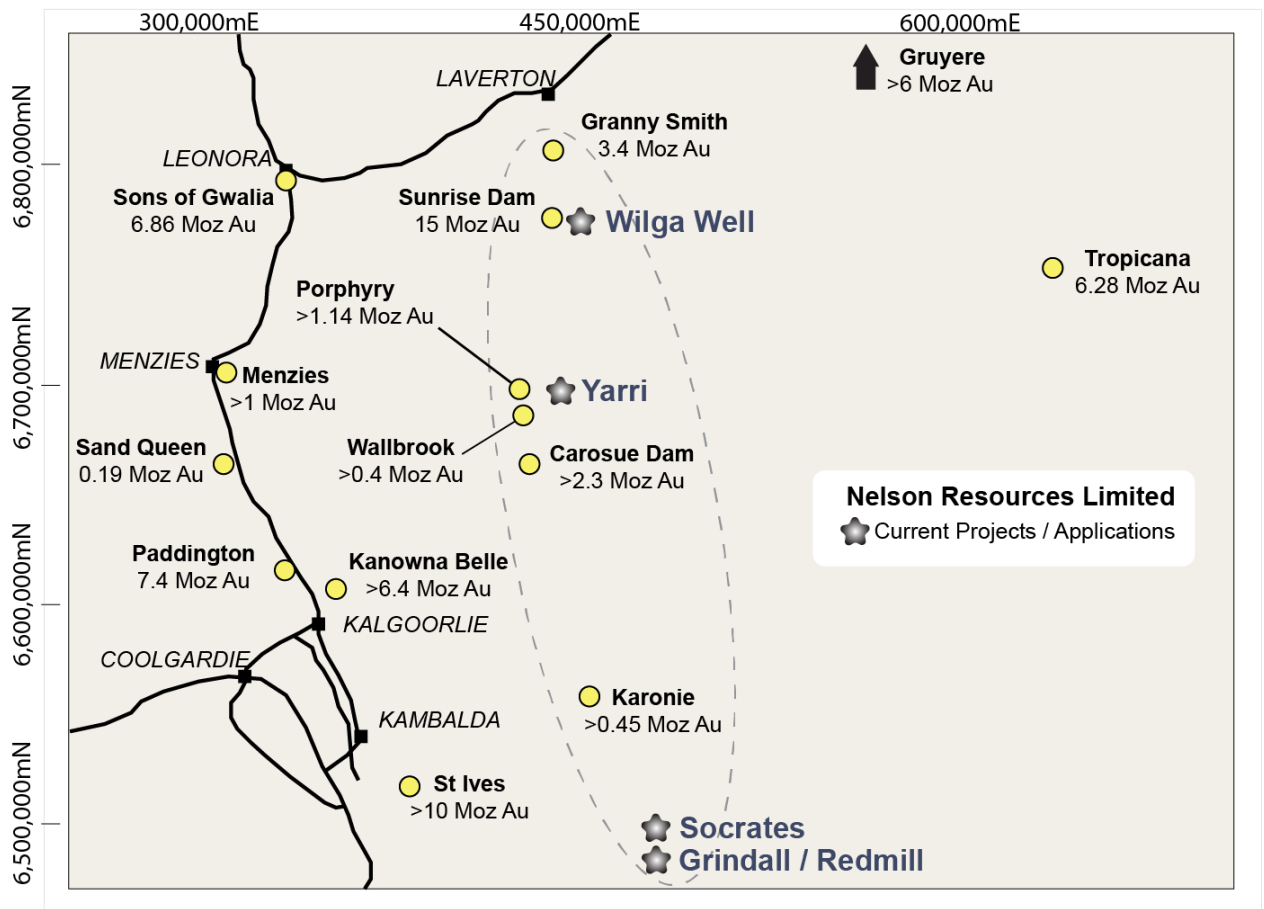 300,000mE
450,000mE
600,000mE
6,800,000mN
6,700,000mN
6,600,000mN
6,500,000mN
LAVERTON
Gruyere
>6 Moz Au
Granny Smith
3.4 Moz Au
LEONORA
Sons of Gwalia
6.86 Moz Au
Sunrise Dam
15 Moz Au
Wilga Well
Tropicana
6.28 Moz Au
Porphyry
>1.14 Moz Au
MENZIES
Menzies
>1 Moz Au
Yarri
Sand Queen
0.19 Moz Au
Wallbrook
>0.4 Moz Au
Carosue Dam
>2.3 Moz Au
Nelson Resources Limited
Current Projects / Applications
Paddington
7.4 Moz Au
Kanowna Belle
>6.4 Moz Au
KALGOORLIE
COOLGARDIE
Karonie
>0.45 Moz Au
KAMBALDA
St Ives
>10 Moz Au
Socrates
Grindall / Redmill